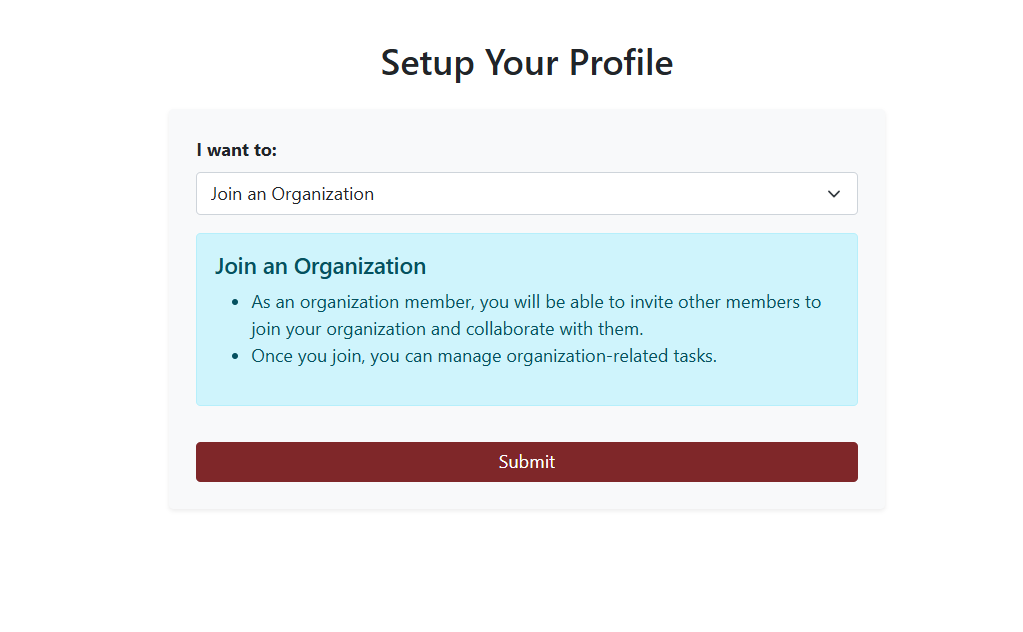 Setup Your Profile
I want to:
Join an Organization
Join an Organization
• As an organization member, you will be able to invite other members to
join your organization and collaborate with them.
• Once you join, you can manage organization-related tasks.
Submit